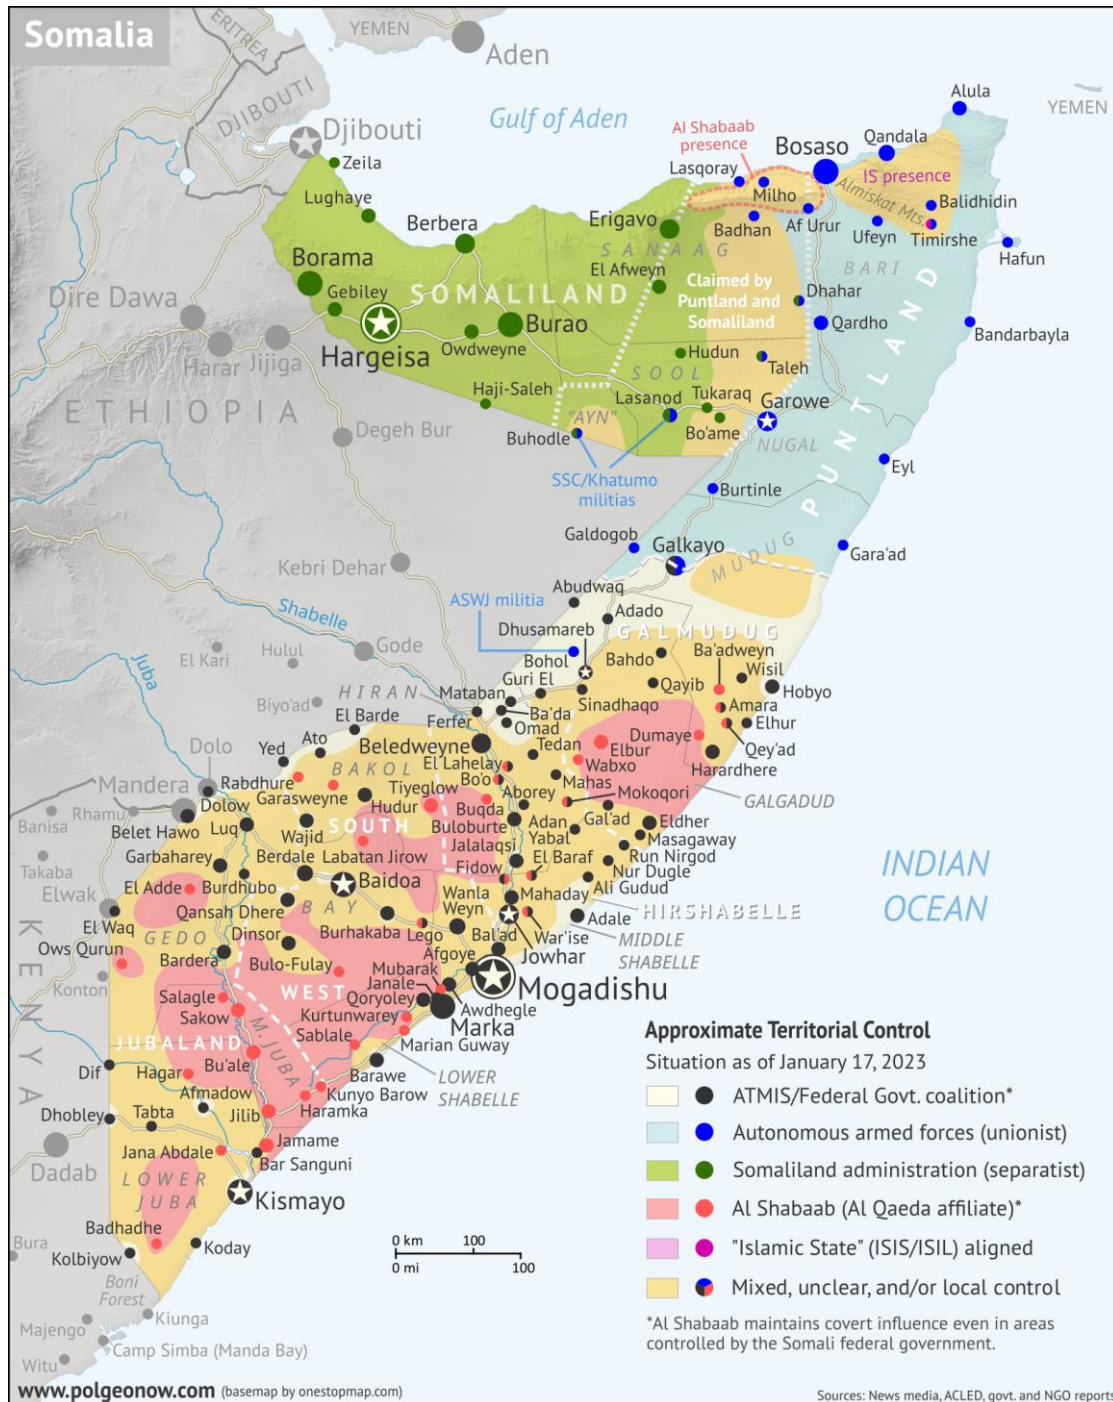 Somalia
ERITREA
YEMEN
Aden
DJIBOUTI
Djibouti
Gulf of Aden
Alula
YEMEN
Al Shabaab
presence
Bosaso
Qandala
Zeila
Lasqoray
IS presence
Milho
Almiskat Mts.
Balidhidin
Lughaye
Berbera
Erigavo
Badhan
Af Urur
Ufeyn
Timirshe
SANAAG
Hafun
Borama
El Afweyn
BARI
Gebiley
SOMALILAND
Claimed by
Puntland and
Somaliland
Dhahar
Dire Dawa
Burao
Qardho
Bandarbayla
Hargeisa
Owdweyne
Hudun
Taleh
Harar
Jijiga
SOOL
PUNTLAND
Haji-Saleh
Lasanod
Tukaraq
Garowe
ETHIOPIA
"AYN"
Bo'ame
Degeh Bur
Buhodle
NUGAL
SSC/Khatumo
militias
Eyl
Burtinle
Galdogob
Galkayo
Gara'ad
MUDUG
Kebri Dehar
Abudwaq
Shabelle
ASWJ militia
Adado
Dhusamareb
GALMUDUG
Juba
El Kari
Hulul
Gode
Bahdo
Ba'adweyn
Bohol
Wisil
Guri El
HIRAN
Mataban
Qayib
Hobyo
Biyo'ad
Sinadhaqo
Amara
El Barde
Ferfer
Ba'da
Omad
Elhur
Dolo
Yed
Ato
Beledweyne
Tedan
Dumaye
Elbur
Qey'ad
El Lahelay
Wabxo
Mandera
Rabdhure
BAKOL
Bo'o
Harardhere
Garasweyne
Tiyeglow
Mahas
Dolow
Hudur
Buqda
Aborey
Mokoqori
GALGADUD
Rhamu
Banisa
Belet Hawo
Luq
Wajid
SOUTH
Buloburte
Adan
Yabal
Gal'ad
Eldher
Garbaharey
Berdale
Labatan Jirow
Jalalaqsi
Masagaway
Takaba
El Baraf
Run Nirgod
Fidow
Nur Dugle
Elwak
El Adde
Burdhubo
Baidoa
Wanla
Weyn
Mahaday
Ali Gudud
INDIAN
OCEAN
Qansah Dhere
BAY
HIRSHABELLE
El Waq
Dinsor
Burhakaba
Lego
Bal'ad
War'ise
Adale
GEDO
MIDDLE
SHABELLE
Ows Qurun
Bardera
Bulo-Fulay
Afgoye
Jowhar
Konton
Mubarak
Mogadishu
WEST
Janale
Salagle
Qoryoley
Awdhegle
Sakow
Kurtunwarey
Marka
KENYA
JUBALAND
M. JUBA
Sablale
Marian Guway
Bu'ale
Dif
Hagar
Barawe
LOWER
SHABELLE
Afmadow
Kunyo Barow
Dhobley
Tabta
Jilib
Haramka
Jamame
Jana Abdale
Bar Sanguni
Dadab
LOWER
JUBA
Kismayo
Badhadhe
Koday
Bura
Kolbiyow
Boni
Forest
Kiunga
Majengo
Camp Simba (Manda Bay)
Witu
0 km 100
0 mi 100
Approximate Territorial Control
Situation as of January 17, 2023
ATMIS/Federal Govt. coalition*
Autonomous armed forces (unionist)
Somaliland administration (separatist)
Al Shabaab (Al Qaeda affiliate)*
"Islamic State" (ISIS/ISIL) aligned
Mixed, unclear, and/or local control
*Al Shabaab maintains covert influence even in areas
controlled by the Somali federal government.
www.polgeonow.com (basemap by onestopmap.com)
Sources: News media, ACLED, govt. and NGO reports